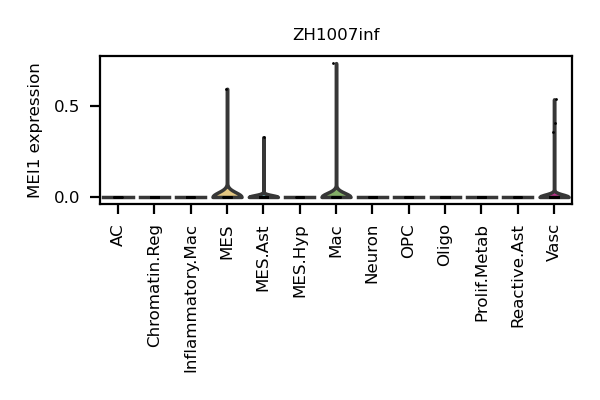 ZH1007inf
MEI1 expression
0.5
0.0
AC
Chromatin.Reg
Inflammatory.Mac
MES
MES.Ast
MES.Hyp
Mac
Neuron
OPC
Oligo
Prolif.Metab
Reactive.Ast
Vasc